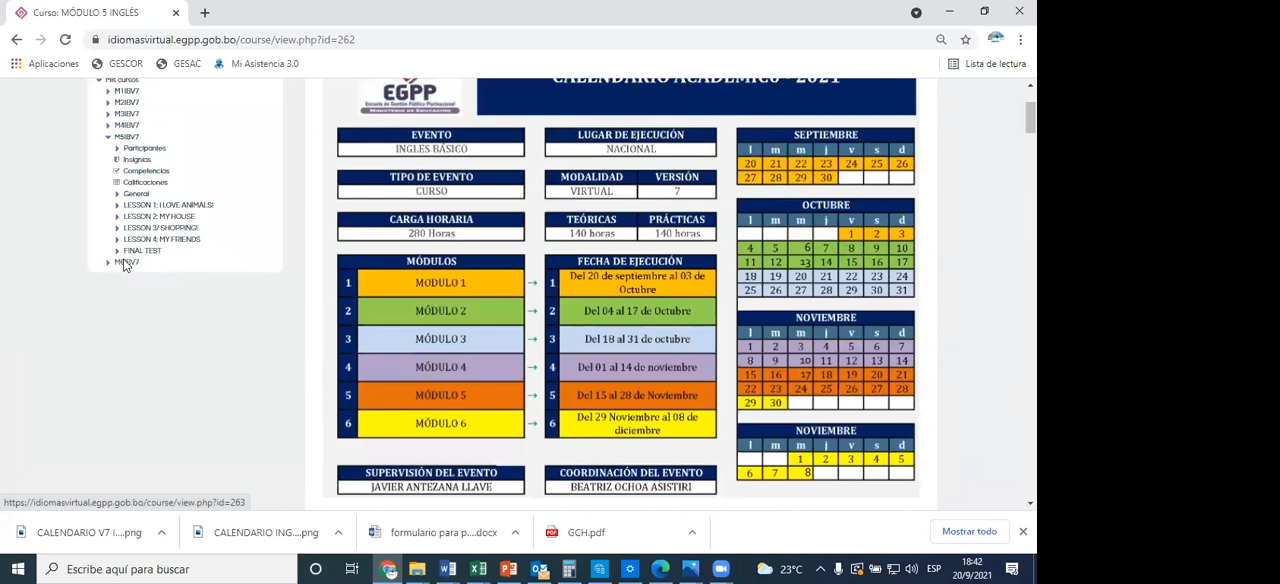 Curso: MÓDULO 5 INGLÉS
idiomasvirtual.egpp.gob.bo/course/view.php?id=262
Aplicaciones GESCOR GESAC Mi Asistencia 3.0 Lista de lectura
Mis cursos
M1IBV7
M2IBV7
M3IBV7
M4IBV7
M5IBV7
Participantes
Insignias
Competencias
Calificaciones
General
LESSON 1: I LOVE ANIMALS!
LESSON 2: MY HOUSE
LESSON 3/ SHOPPING!
LESSON 4: MY FRIENDS
FINAL TEST
M6IBV7
CALENDARIO ACADÉMICO - 2021
EGPP
Escuela de Gestión Pública Plurinacional
MINISTERIO DE EDUCACIÓN
EVENTO
INGLES BÁSICO
LUGAR DE EJECUCIÓN
NACIONAL
TIPO DE EVENTO
CURSO
MODALIDAD VERSIÓN
VIRTUAL 7
CARGA HORARIA
280 Horas
TEÓRICAS PRÁCTICAS
140 horas 140 horas
MÓDULOS FECHA DE EJECUCIÓN
1 MODULO 1 → 1 Del 20 de septiembre al 03 de Octubre
2 MÓDULO 2 → 2 Del 04 al 17 de Octubre
3 MÓDULO 3 → 3 Del 18 al 31 de octubre
4 MÓDULO 4 → 4 Del 01 al 14 de noviembre
5 MÓDULO 5 → 5 Del 15 al 28 de Noviembre
6 MÓDULO 6 → 6 Del 29 Noviembre al 08 de diciembre
SUPERVISIÓN DEL EVENTO
JAVIER ANTEZANA LLAVE
COORDINACIÓN DEL EVENTO
BEATRIZ OCHOA ASISTIRI
SEPTIEMBRE
l m m j v s d
20 21 22 23 24 25 26
27 28 29 30
OCTUBRE
l m m j v s d
1 2 3
4 5 6 7 8 9 10
11 12 13 14 15 16 17
18 19 20 21 22 23 24
25 26 27 28 29 30 31
NOVIEMBRE
l m m j v s d
1 2 3 4 5 6 7
8 9 10 11 12 13 14
15 16 17 18 19 20 21
22 23 24 25 26 27 28
29 30
NOVIEMBRE
l m m j v s d
1 2 3 4 5
6 7 8
https://idiomasvirtual.egpp.gob.bo/course/view.php?id=263
CALENDARIO V7 I....png CALENDARIO ING....png formulario para p....docx GCH.pdf Mostrar todo
Escribe aquí para buscar
23°C ESP
18:42
20/9/2021